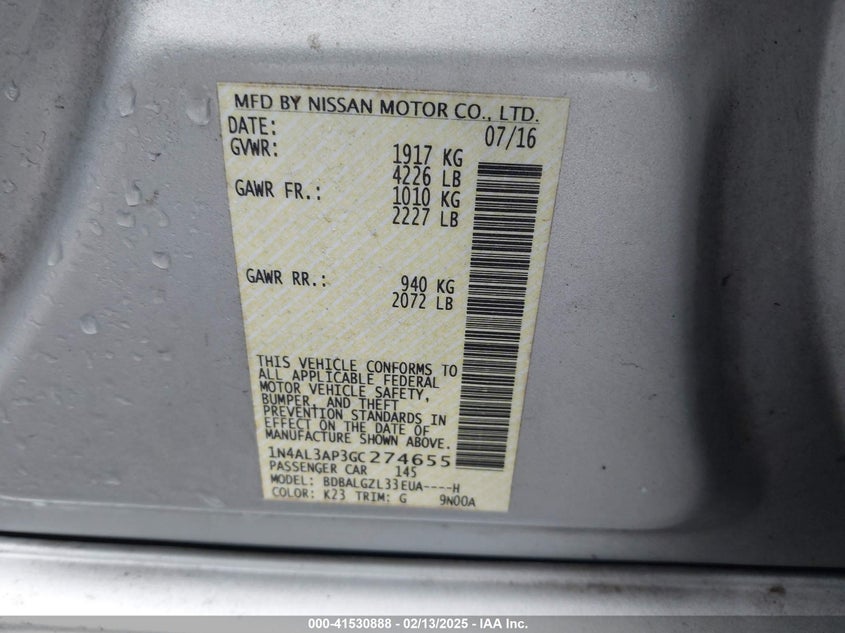 MFD BY NISSAN MOTOR CO., LTD.
DATE: 07/16
GVWR: 1917 KG
4226 LB
GAWR FR.: 1010 KG
2227 LB
GAWR RR.: 940 KG
2072 LB
THIS VEHICLE CONFORMS TO
ALL APPLICABLE FEDERAL
MOTOR VEHICLE SAFETY,
BUMPER, AND THEFT
PREVENTION STANDARDS IN
EFFECT ON THE DATE OF
MANUFACTURE SHOWN ABOVE.
1N4AL3AP3GC274655
PASSENGER CAR 145
MODEL: BDBALGZL33EUA----H
COLOR: K23 TRIM: G 9N00A
000-41530888 - 02/13/2025 - IAA Inc.